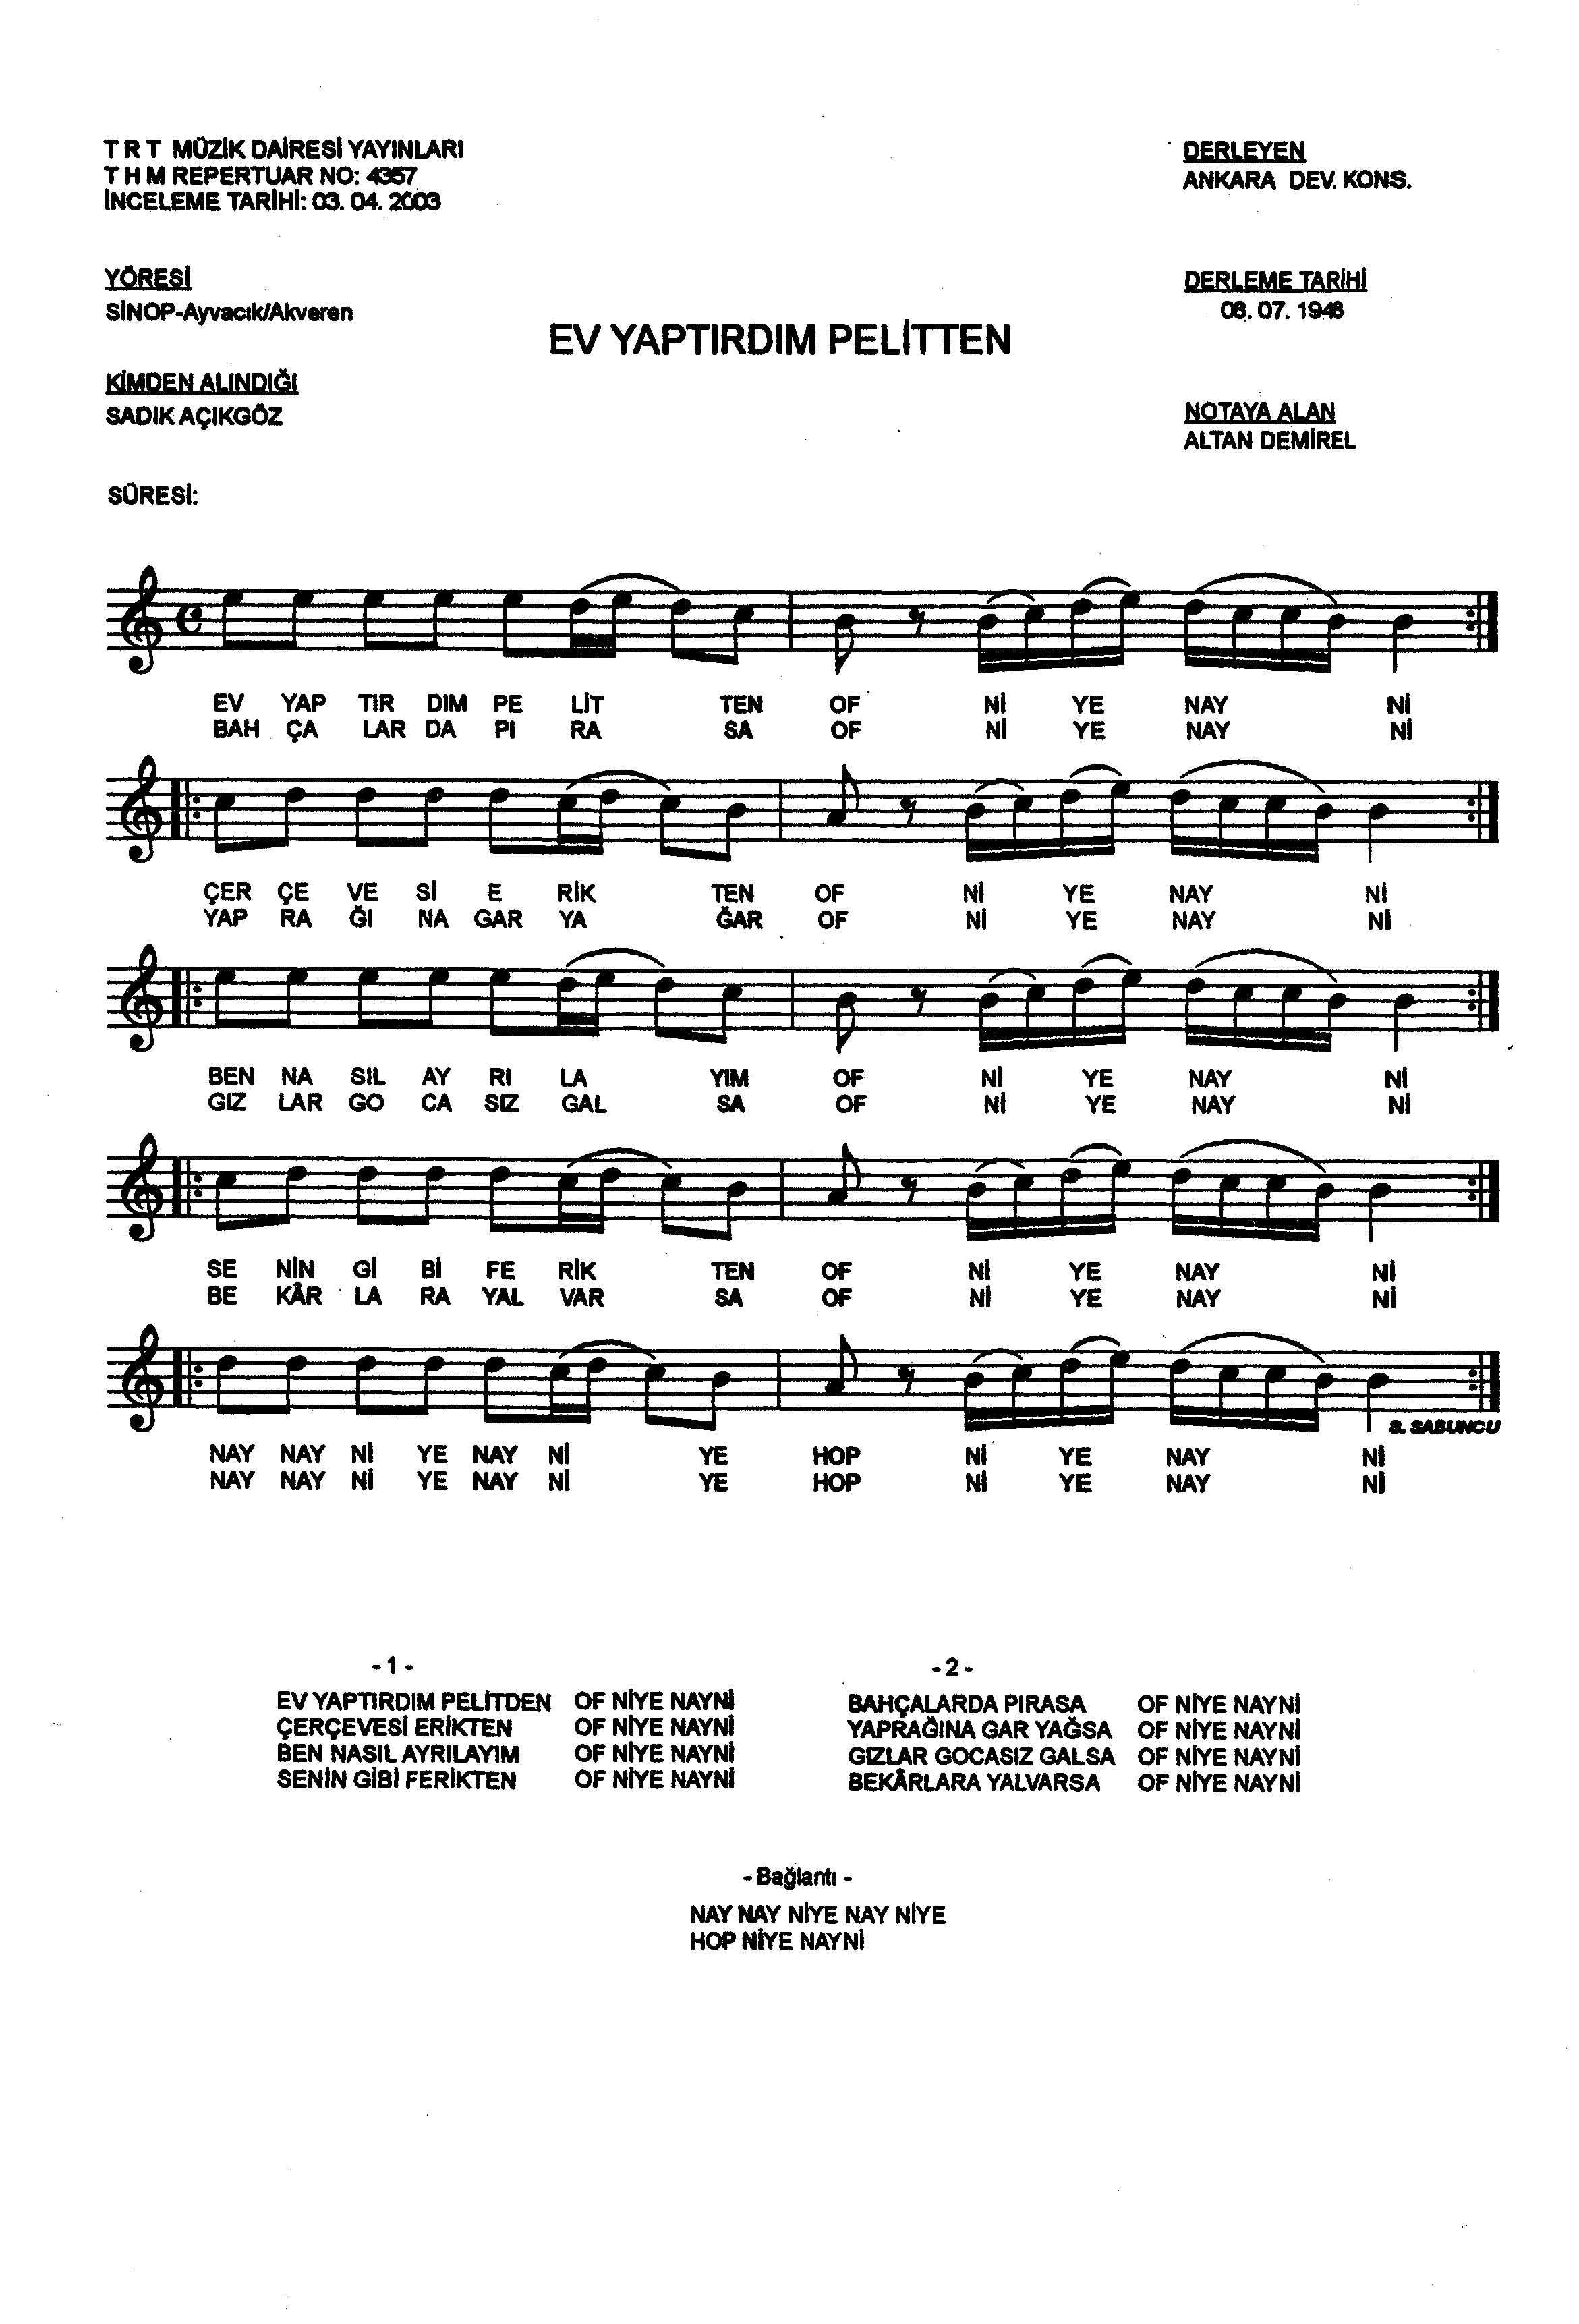 T R T MÜZİK DAİRESİ YAYINLARI
T H M REPERTUAR NO: 4357
İNCELEME TARİHİ: 03. 04. 2003
DERLEYEN
ANKARA DEV. KONS.
YÖRESİ
SİNOP-Ayvacık/Akveren
DERLEME TARİHİ
07. 1948
EV YAPTIRDIM PELİTTEN
KİMDEN ALINDIĞI
SADIK AÇIKGÖZ
NOTAYA ALAN
ALTAN DEMİREL
SÜRESİ:
EV YAP TIR DIM PE LİT TEN OF Nİ YE NAY Nİ
BAH ÇA LAR DA PI RA SA OF Nİ YE NAY Nİ
ÇER ÇE VE Sİ E RİK TEN OF Nİ YE NAY Nİ
YAP RA ĞI NA GAR YA ĞAR OF Nİ YE NAY Nİ
BEN NA SIL AY RI LA YIM OF Nİ YE NAY Nİ
GIZ LAR GO CA SIZ GAL SA OF Nİ YE NAY Nİ
SE NİN Gİ Bİ FE RİK TEN OF Nİ YE NAY Nİ
BE KÂR LA RA YAL VAR SA OF Nİ YE NAY Nİ
S. SABUNCU
NAY NAY Nİ YE NAY Nİ YE HOP Nİ YE NAY Nİ
NAY NAY Nİ YE NAY Nİ YE HOP Nİ YE NAY Nİ
- 1 -
EV YAPTIRDIM PELİTDEN OF NİYE NAYNİ
ÇERÇEVESİ ERİKTEN OF NİYE NAYNİ
BEN NASIL AYRILAYIM OF NİYE NAYNİ
SENİN GİBİ FERİKTEN OF NİYE NAYNİ
- 2 -
BAHÇALARDA PIRASA OF NİYE NAYNİ
YAPRAĞINA GAR YAĞSA OF NİYE NAYNİ
GIZLAR GOCASIZ GALSA OF NİYE NAYNİ
BEKÂRLARA YALVARSA OF NİYE NAYNİ
- Bağlantı -
NAY NAY NİYE NAY NİYE
HOP NİYE NAYNİ